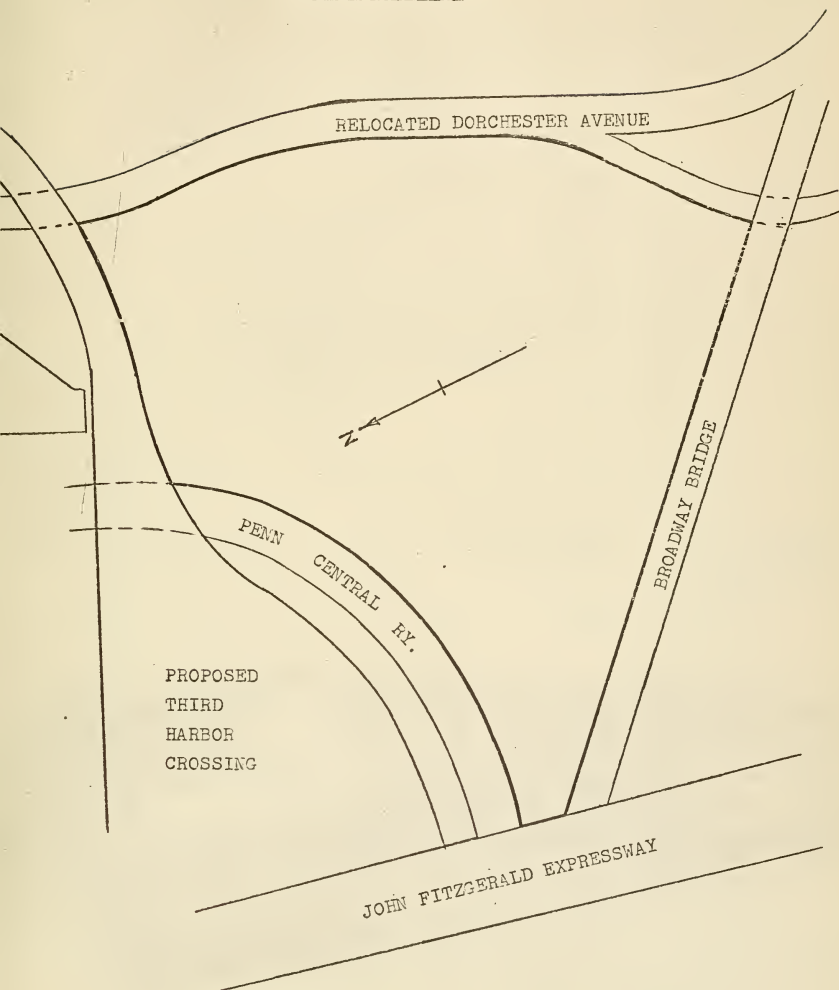 RELOCATED DORCHESTER AVENUE
N
BROADWAY BRIDGE
PENN CENTRAL RY.
PROPOSED
THIRD
HARBOR
CROSSING
JOHN FITZGERALD EXPRESSWAY